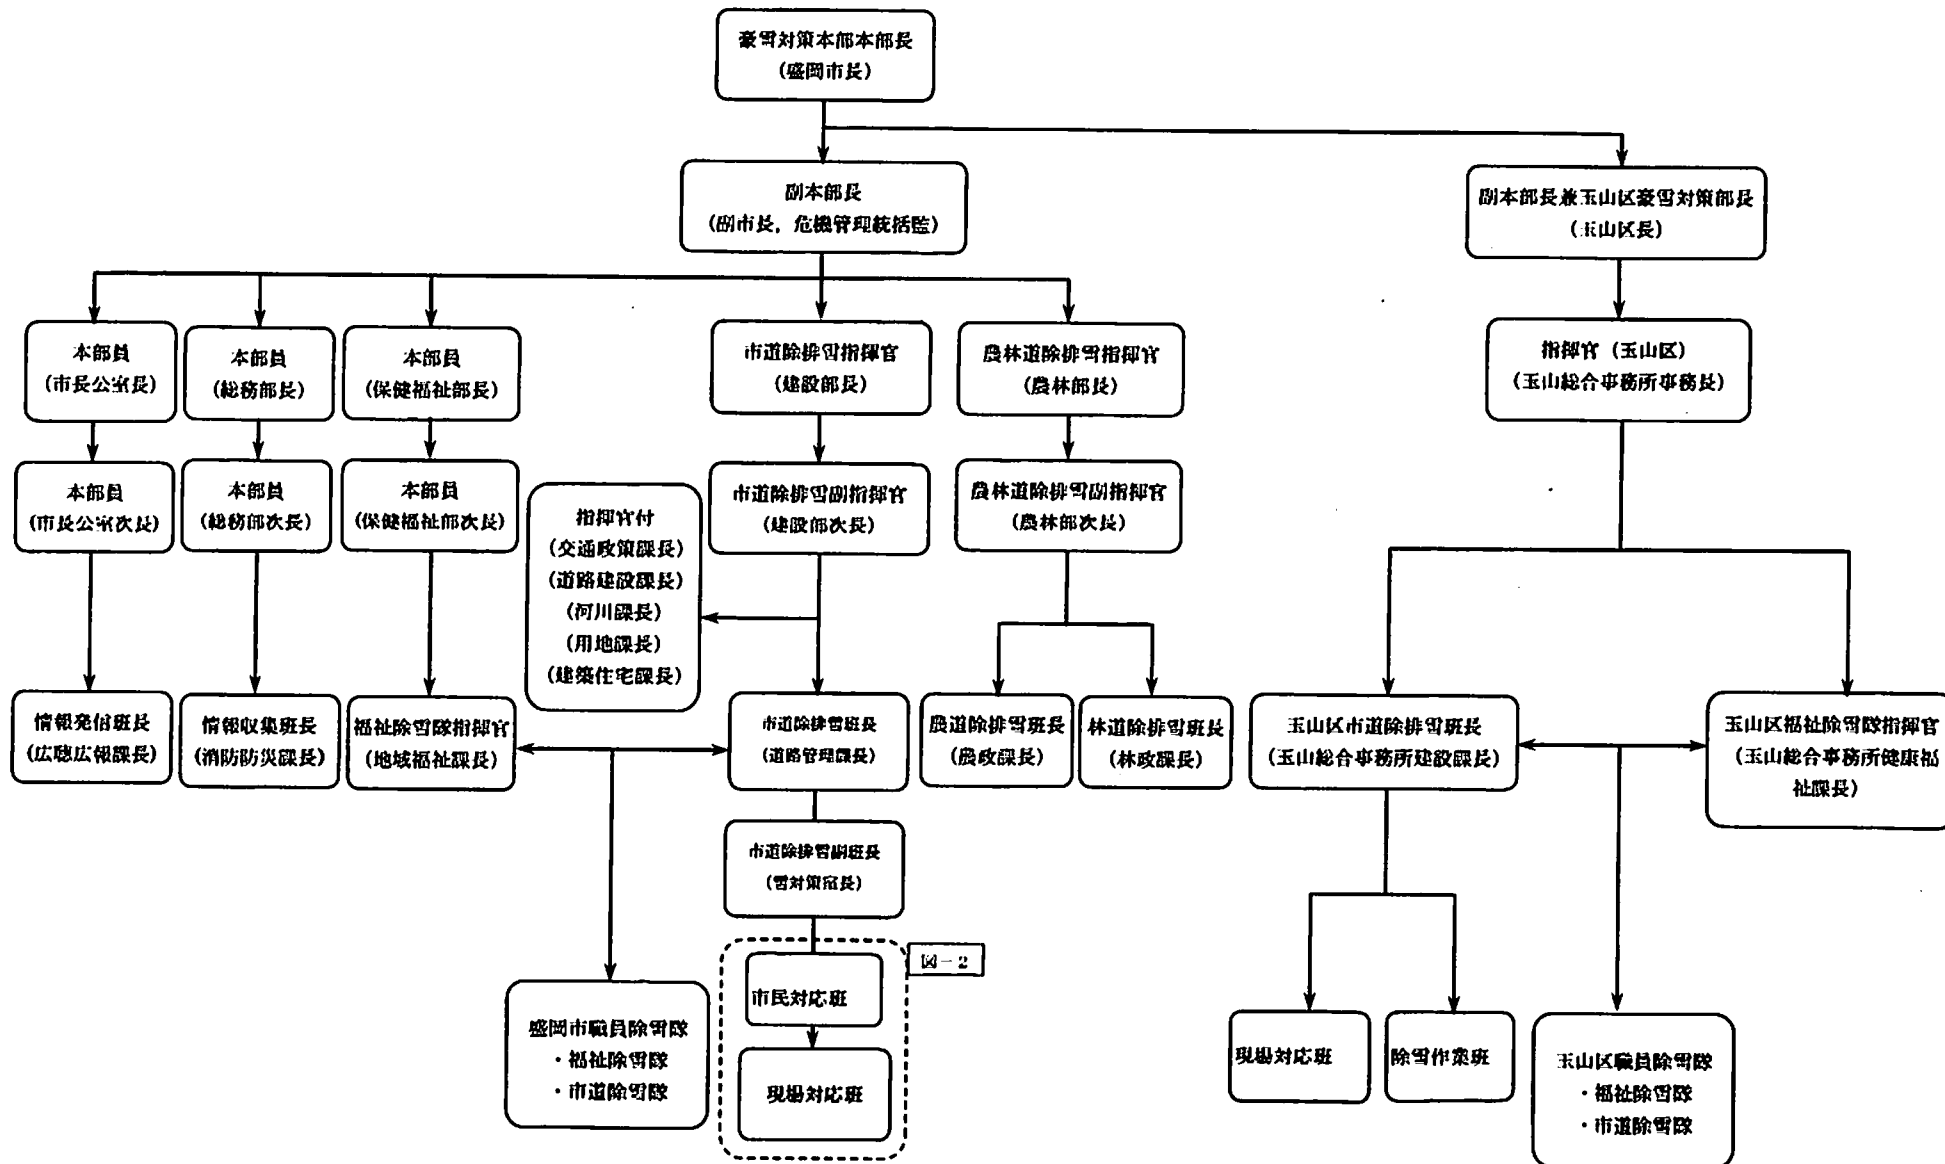 豪雪対策本部本部長
(盛岡市長)
副本部長
(副市長，危機管理統括監)
副本部長兼玉山区豪雪対策部長
(玉山区長)
本部員
(市長公室長)
本部員
(総務部長)
本部員
(保健福祉部長)
市道除排雪指揮官
(建設部長)
農林道除排雪指揮官
(農林部長)
指揮官（玉山区）
(玉山総合事務所事務長)
本部員
(市長公室次長)
本部員
(総務部次長)
本部員
(保健福祉部次長)
指揮官付
(交通政策課長)
(道路建設課長)
(河川課長)
(用地課長)
(建築住宅課長)
市道除排雪副指揮官
(建設部次長)
農林道除排雪副指揮官
(農林部次長)
情報発信班長
(広聴広報課長)
情報収集班長
(消防防災課長)
福祉除雪隊指揮官
(地域福祉課長)
市道除排雪班長
(道路管理課長)
農道除排雪班長
(農政課長)
林道除排雪班長
(林政課長)
玉山区市道除排雪班長
(玉山総合事務所建設課長)
玉山区福祉除雪隊指揮官
(玉山総合事務所健康福
祉課長)
市道除排雪副班長
(雪対策室長)
図－2
市民対応班
現場対応班
盛岡市職員除雪隊
・福祉除雪隊
・市道除雪隊
現場対応班
除雪作業班
玉山区職員除雪隊
・福祉除雪隊
・市道除雪隊